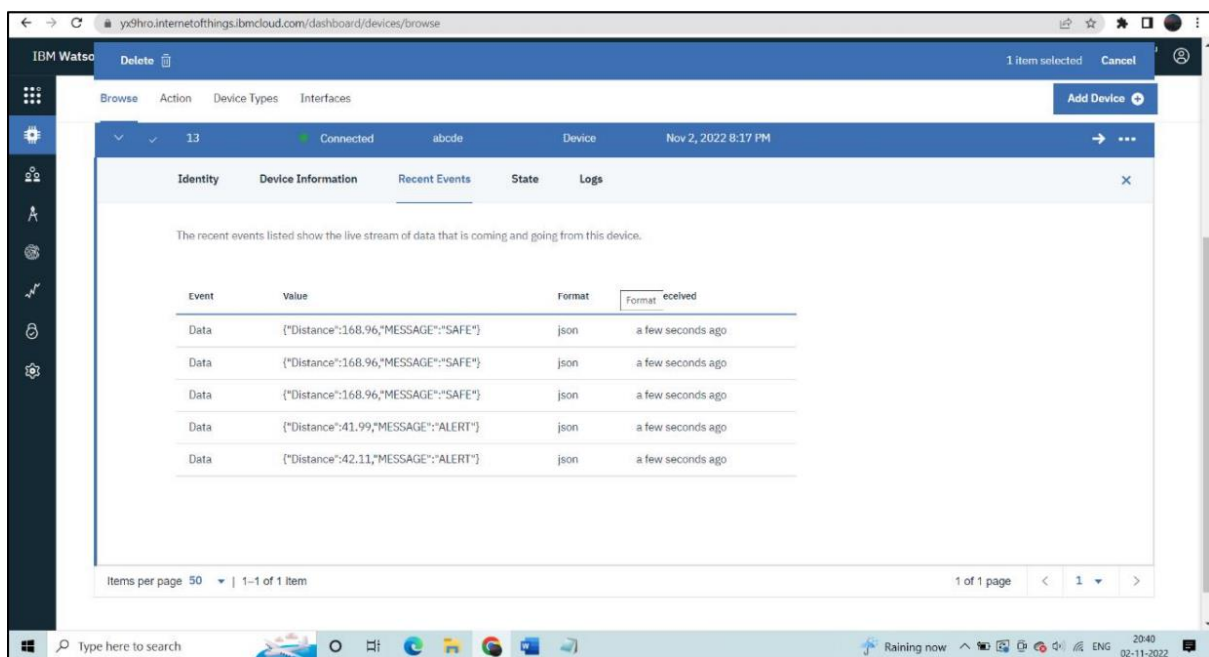 yx9hro.internetofthings.ibmcloud.com/dashboard/devices/browse
IBM Watso
Delete 1 item selected Cancel
Browse Action Device Types Interfaces Add Device
13 Connected abcde Device Nov 2, 2022 8:17 PM
Identity Device Information Recent Events State Logs
The recent events listed show the live stream of data that is coming and going from this device.
Event Value Format Format eceived
Data {"Distance":168.96,"MESSAGE":"SAFE"} json a few seconds ago
Data {"Distance":168.96,"MESSAGE":"SAFE"} json a few seconds ago
Data {"Distance":168.96,"MESSAGE":"SAFE"} json a few seconds ago
Data {"Distance":41.99,"MESSAGE":"ALERT"} json a few seconds ago
Data {"Distance":42.11,"MESSAGE":"ALERT"} json a few seconds ago
Items per page 50 | 1–1 of 1 item 1 of 1 page < 1 >
Type here to search Raining now ENG 20:40
02-11-2022